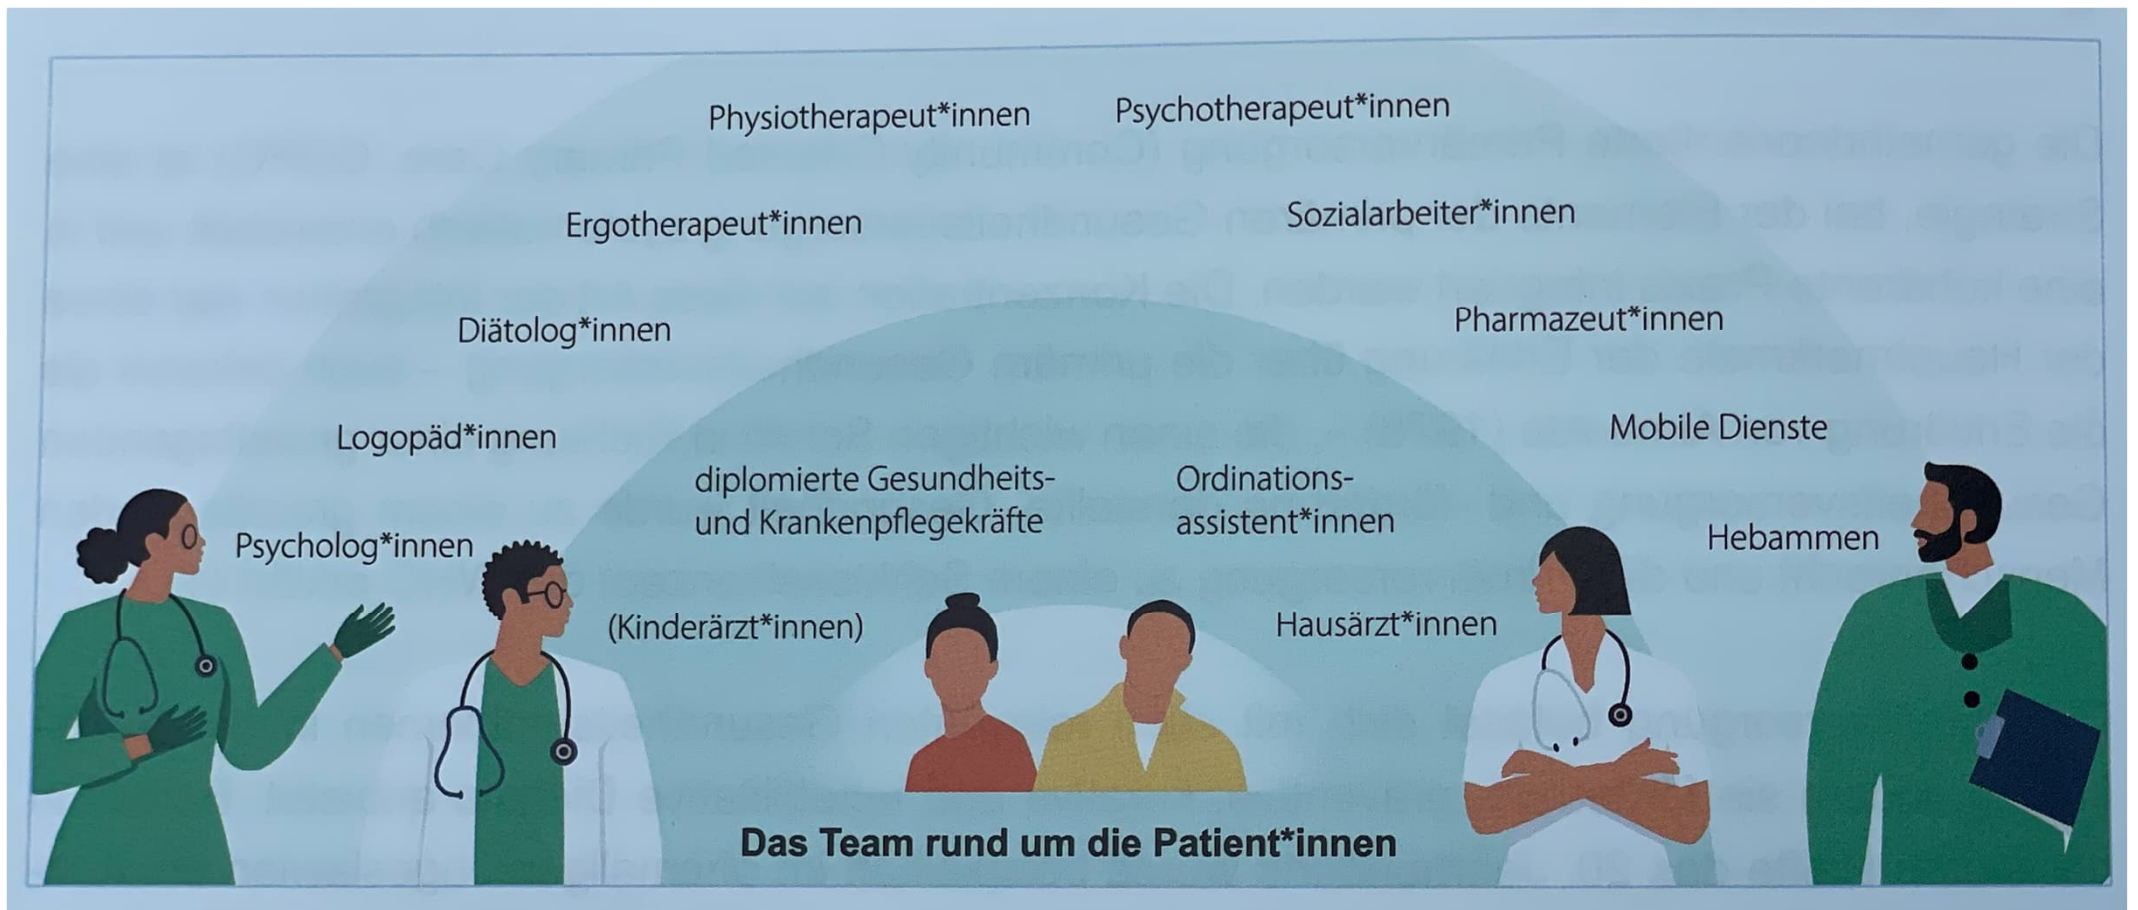 Physiotherapeut*innen
Psychotherapeut*innen
Ergotherapeut*innen
Sozialarbeiter*innen
Diätolog*innen
Pharmazeut*innen
Logopäd*innen
Mobile Dienste
diplomierte Gesundheits-
und Krankenpflegekräfte
Ordinations-
assistent*innen
Psycholog*innen
Hebammen
(Kinderärzt*innen)
Hausärzt*innen
Das Team rund um die Patient*innen